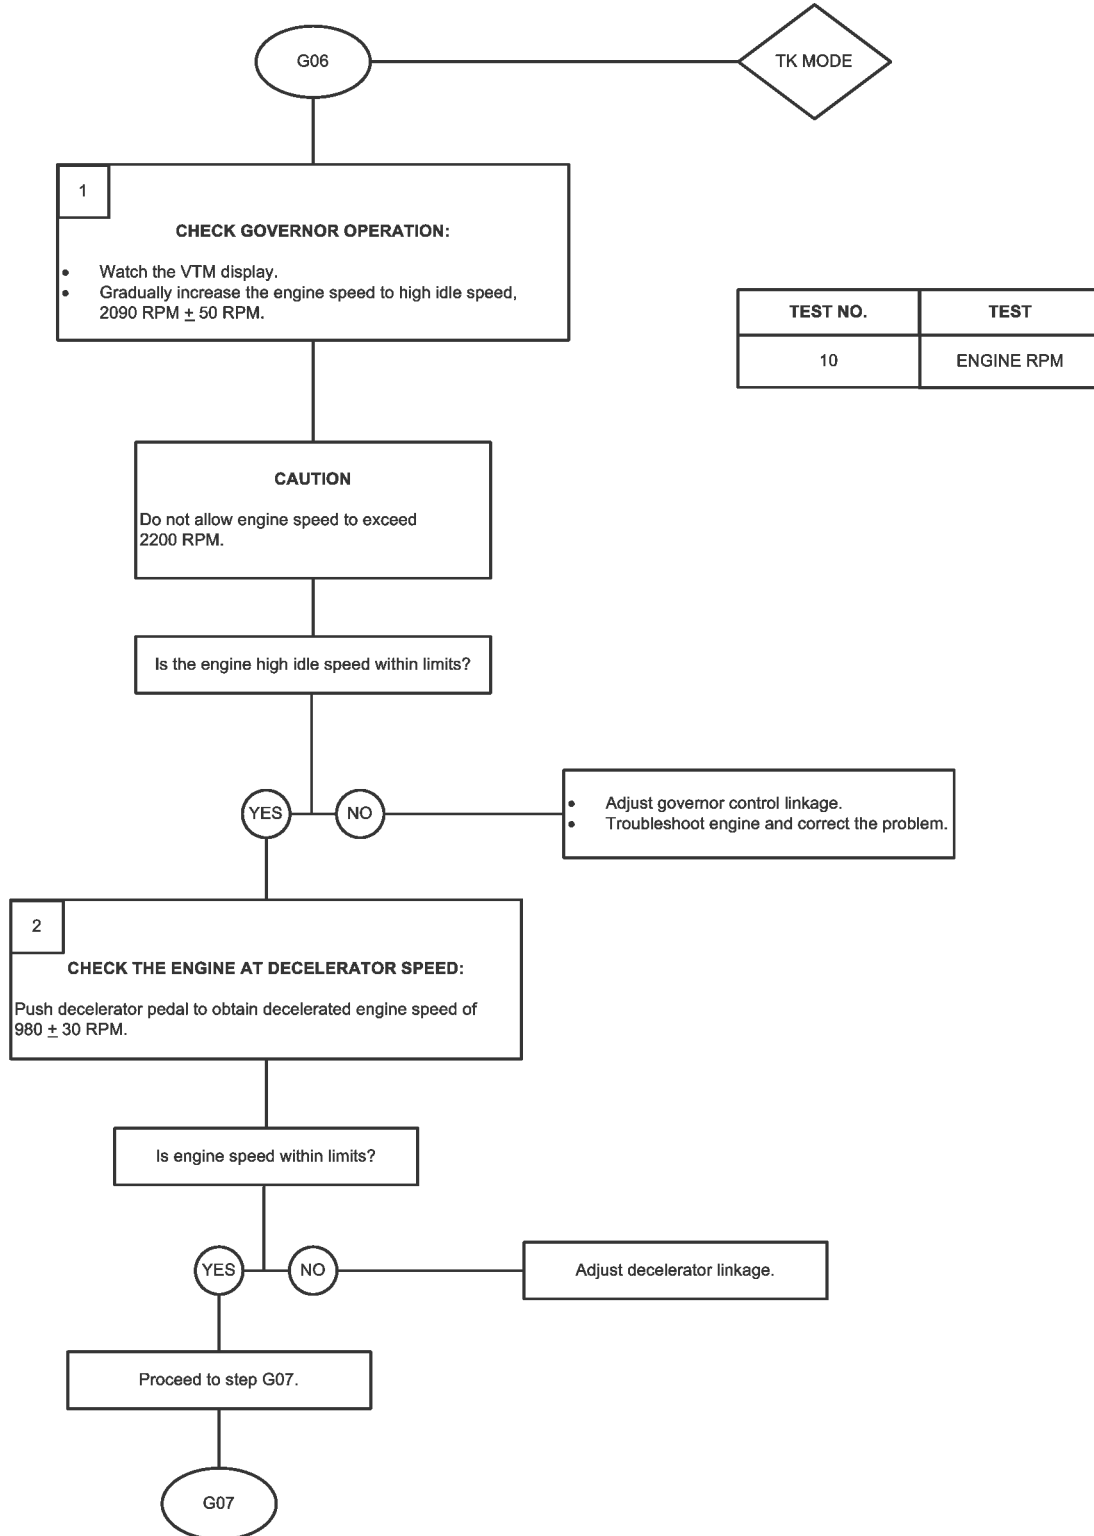 G06
TK MODE
1
CHECK GOVERNOR OPERATION:
• Watch the VTM display.
• Gradually increase the engine speed to high idle speed,
2090 RPM ± 50 RPM.
TEST NO. TEST
10 ENGINE RPM
CAUTION
Do not allow engine speed to exceed
2200 RPM.
Is the engine high idle speed within limits?
YES NO
• Adjust governor control linkage.
• Troubleshoot engine and correct the problem.
2
CHECK THE ENGINE AT DECELERATOR SPEED:
Push decelerator pedal to obtain decelerated engine speed of
980 ± 30 RPM.
Is engine speed within limits?
YES NO
Adjust decelerator linkage.
Proceed to step G07.
G07